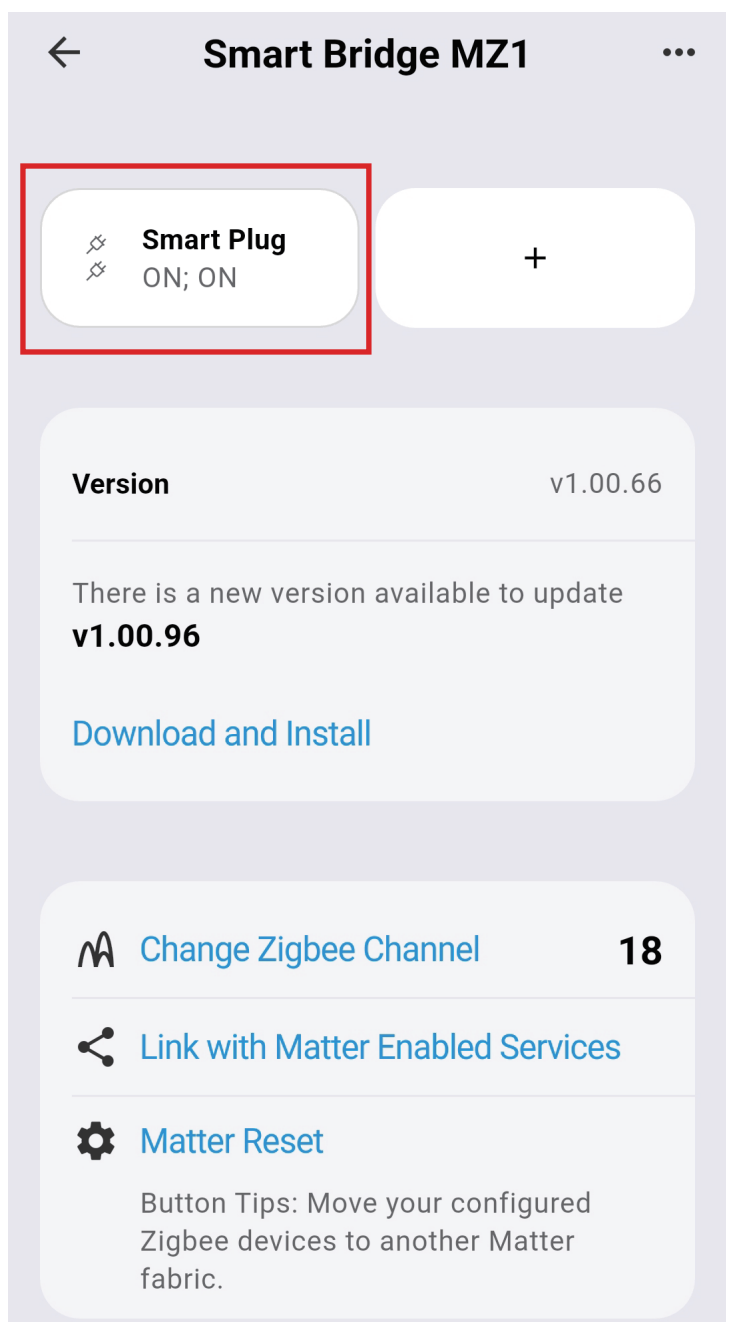 Smart Bridge MZ1
Smart Plug
ON; ON
+
Version
v1.00.66
There is a new version available to update
v1.00.96
Download and Install
Change Zigbee Channel
18
Link with Matter Enabled Services
Matter Reset
Button Tips: Move your configured
Zigbee devices to another Matter
fabric.